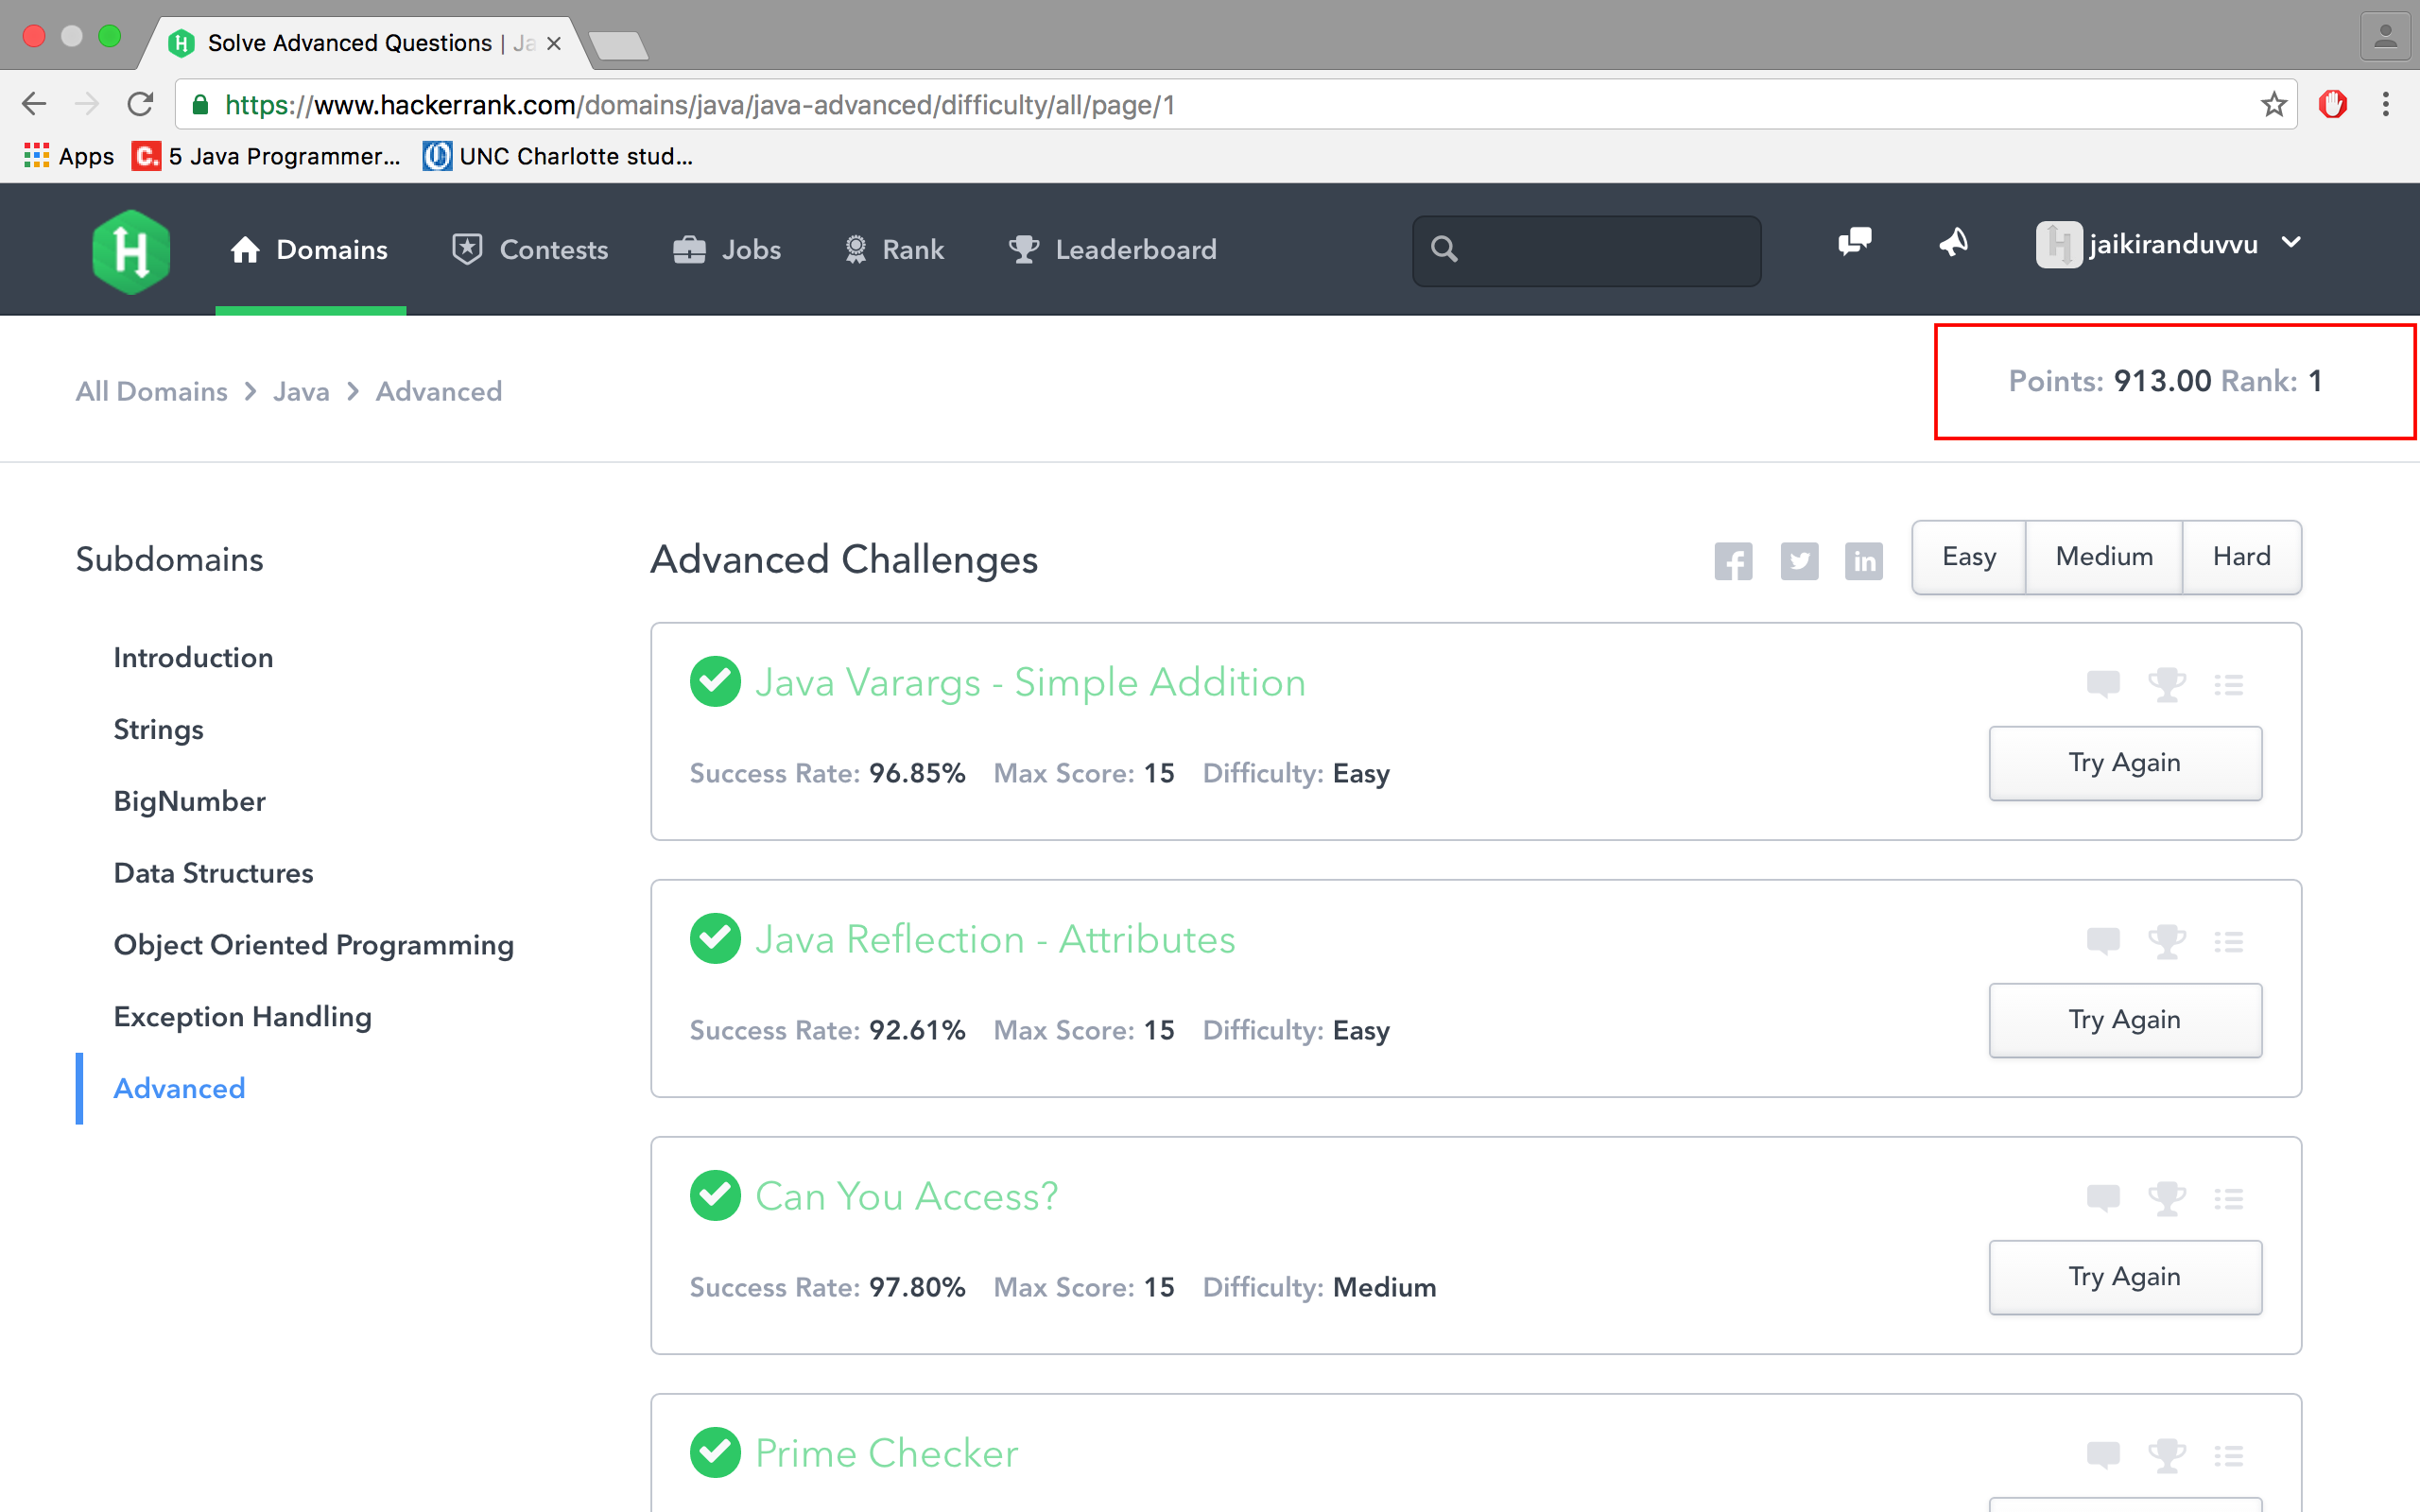 Solve Advanced Questions | Ja
https://www.hackerrank.com/domains/java/java-advanced/difficulty/all/page/1
Apps 5 Java Programmer... UNC Charlotte stud...
Domains Contests Jobs Rank Leaderboard jaikiranduvvu
All Domains > Java > Advanced
Points: 913.00 Rank: 1
Subdomains
Introduction
Strings
BigNumber
Data Structures
Object Oriented Programming
Exception Handling
Advanced
Advanced Challenges
Easy Medium Hard
Java Varargs - Simple Addition
Success Rate: 96.85% Max Score: 15 Difficulty: Easy
Try Again
Java Reflection - Attributes
Success Rate: 92.61% Max Score: 15 Difficulty: Easy
Try Again
Can You Access?
Success Rate: 97.80% Max Score: 15 Difficulty: Medium
Try Again
Prime Checker